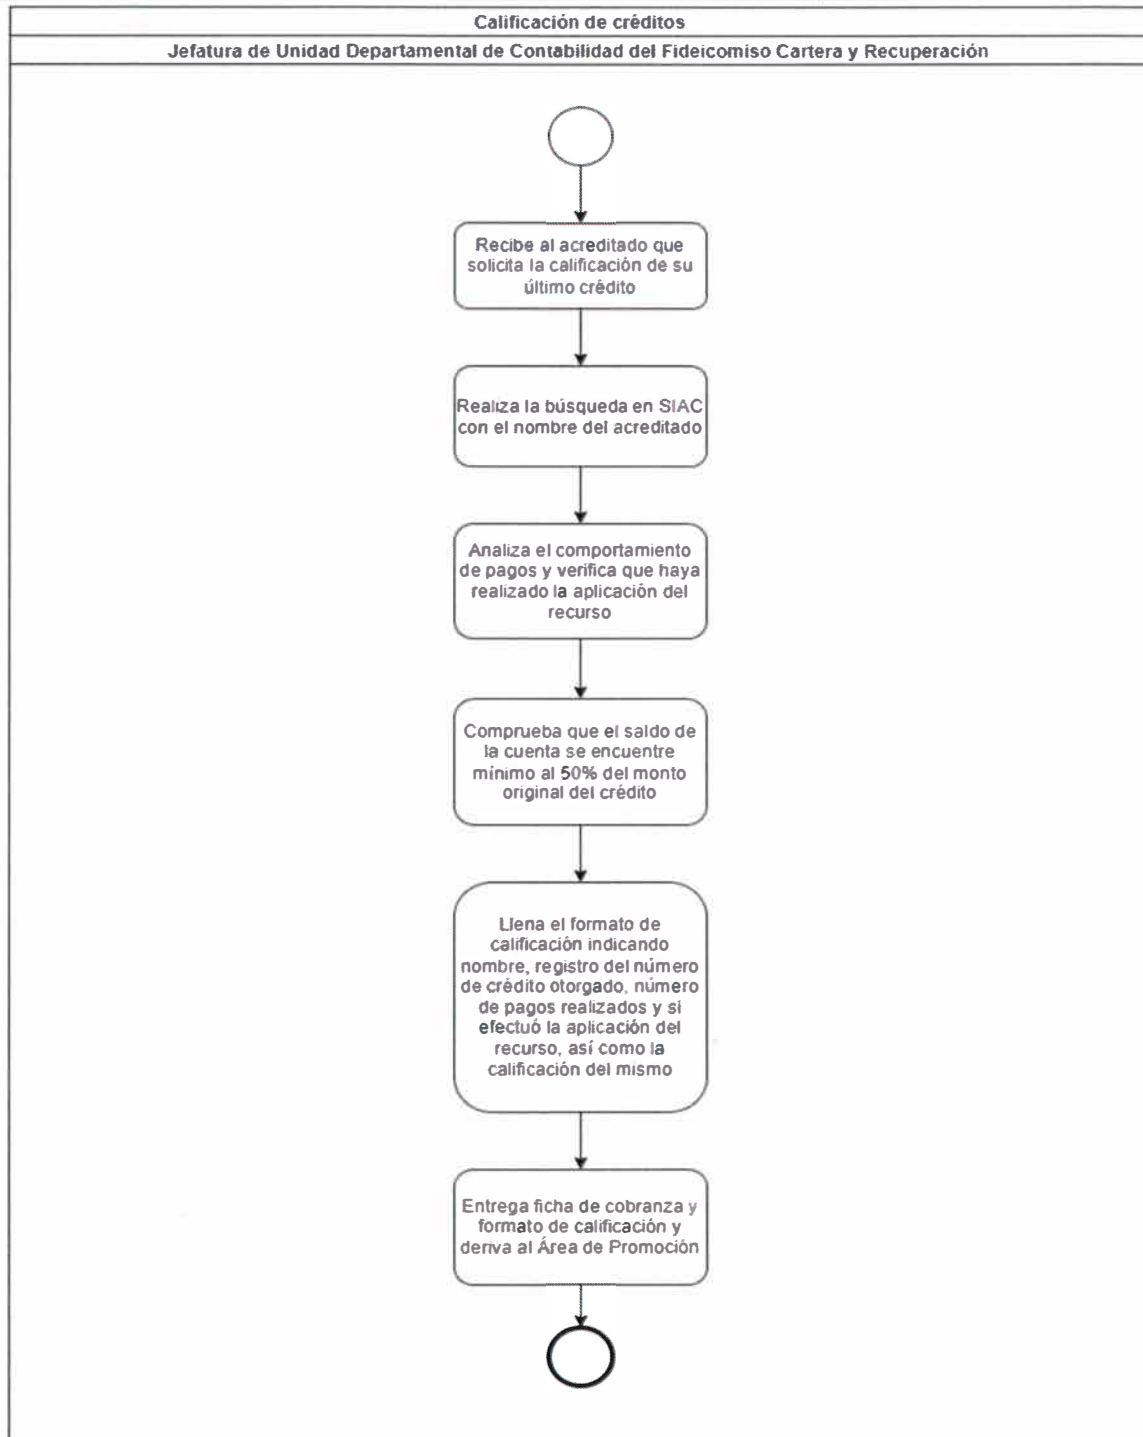 Calificación de créditos
Jefatura de Unidad Departamental de Contabilidad del Fideicomiso Cartera y Recuperación
Recibe al acreditado que
solicita la calificación de su
último crédito
Realiza la búsqueda en SIAC
con el nombre del acreditado
Analiza el comportamiento
de pagos y verifica que haya
realizado la aplicación del
recurso
Comprueba que el saldo de
la cuenta se encuentre
mínimo al 50% del monto
original del crédito
Llena el formato de
calificación indicando
nombre, registro del número
de crédito otorgado, número
de pagos realizados y si
efectuó la aplicación del
recurso, así como la
calificación del mismo
Entrega ficha de cobranza y
formato de calificación y
deriva al Área de Promoción